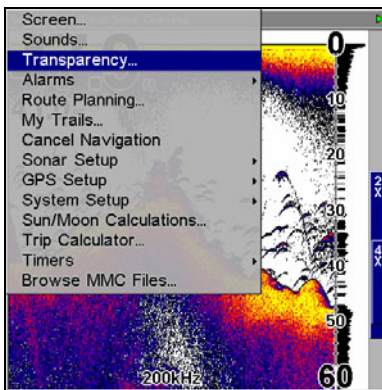 Screen...
Sounds...
Transparency...
Alarms
Route Planning...
My Trails...
Cancel Navigation
Sonar Setup
GPS Setup
System Setup
Sun/Moon Calculations...
Trip Calculator...
Timers
Browse MMC Files...
0
10
20
30
40
50
60
2X
4X
200kHz